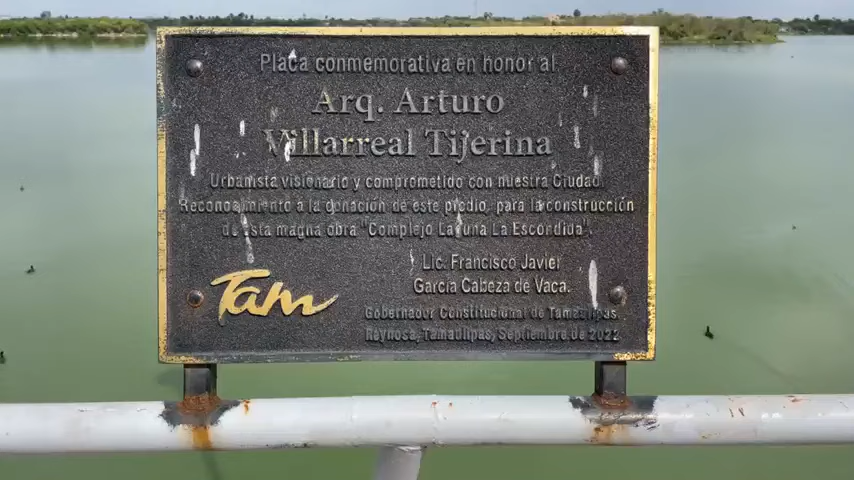 Placa conmemorativa en honor al
Arq. Arturo
Villarreal Tijerina
Urbanista visionario y comprometido con nuestra Ciudad
Reconocimiento a la donación de este predio, para la construcción
de esta magna obra "Complejo Laguna La Escondida".
Lic. Francisco Javier
García Cabeza de Vaca.
Tam
Gobernador Constitucional de Tamaulipas.
Reynosa, Tamaulipas, Septiembre de 2022